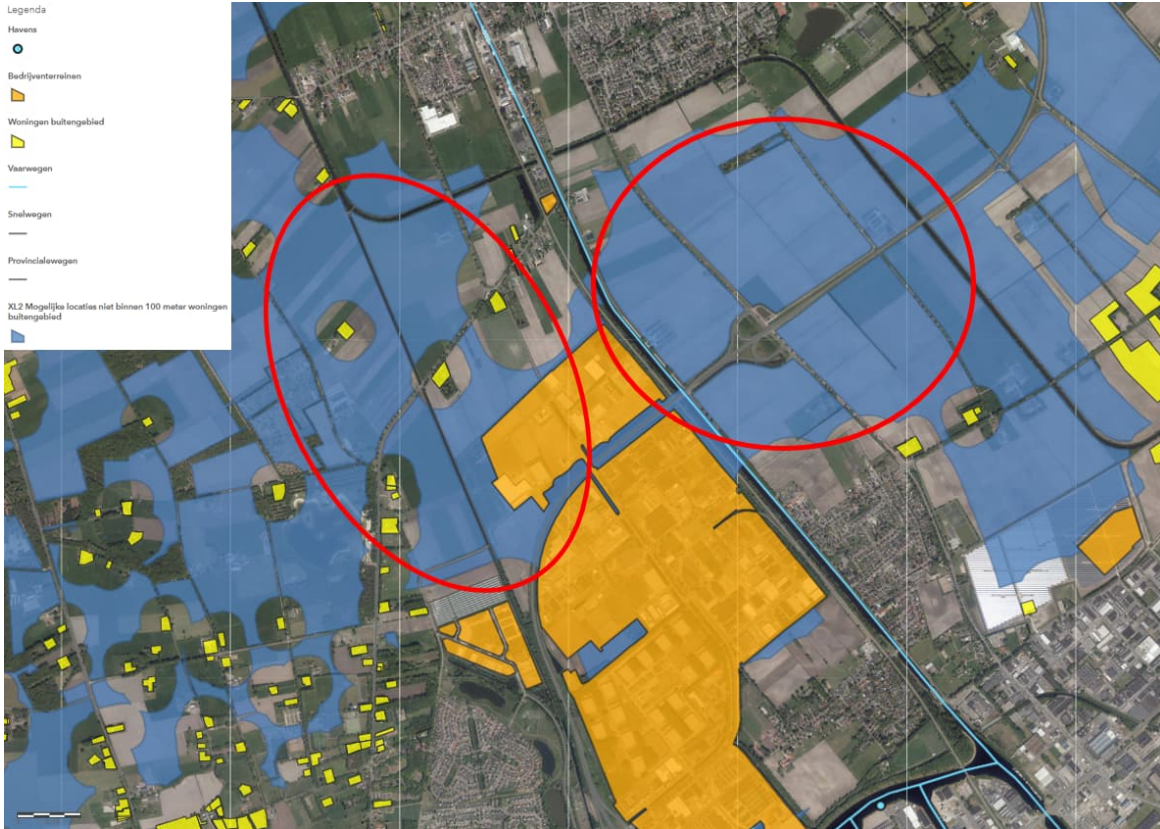 Legenda
Havens
Bedrijventerreinen
Woningen buitengebied
Vaarwegen
Snelwegen
Provincialewegen
XL2 Mogelijke locaties niet binnen 100 meter woningen
buitengebied